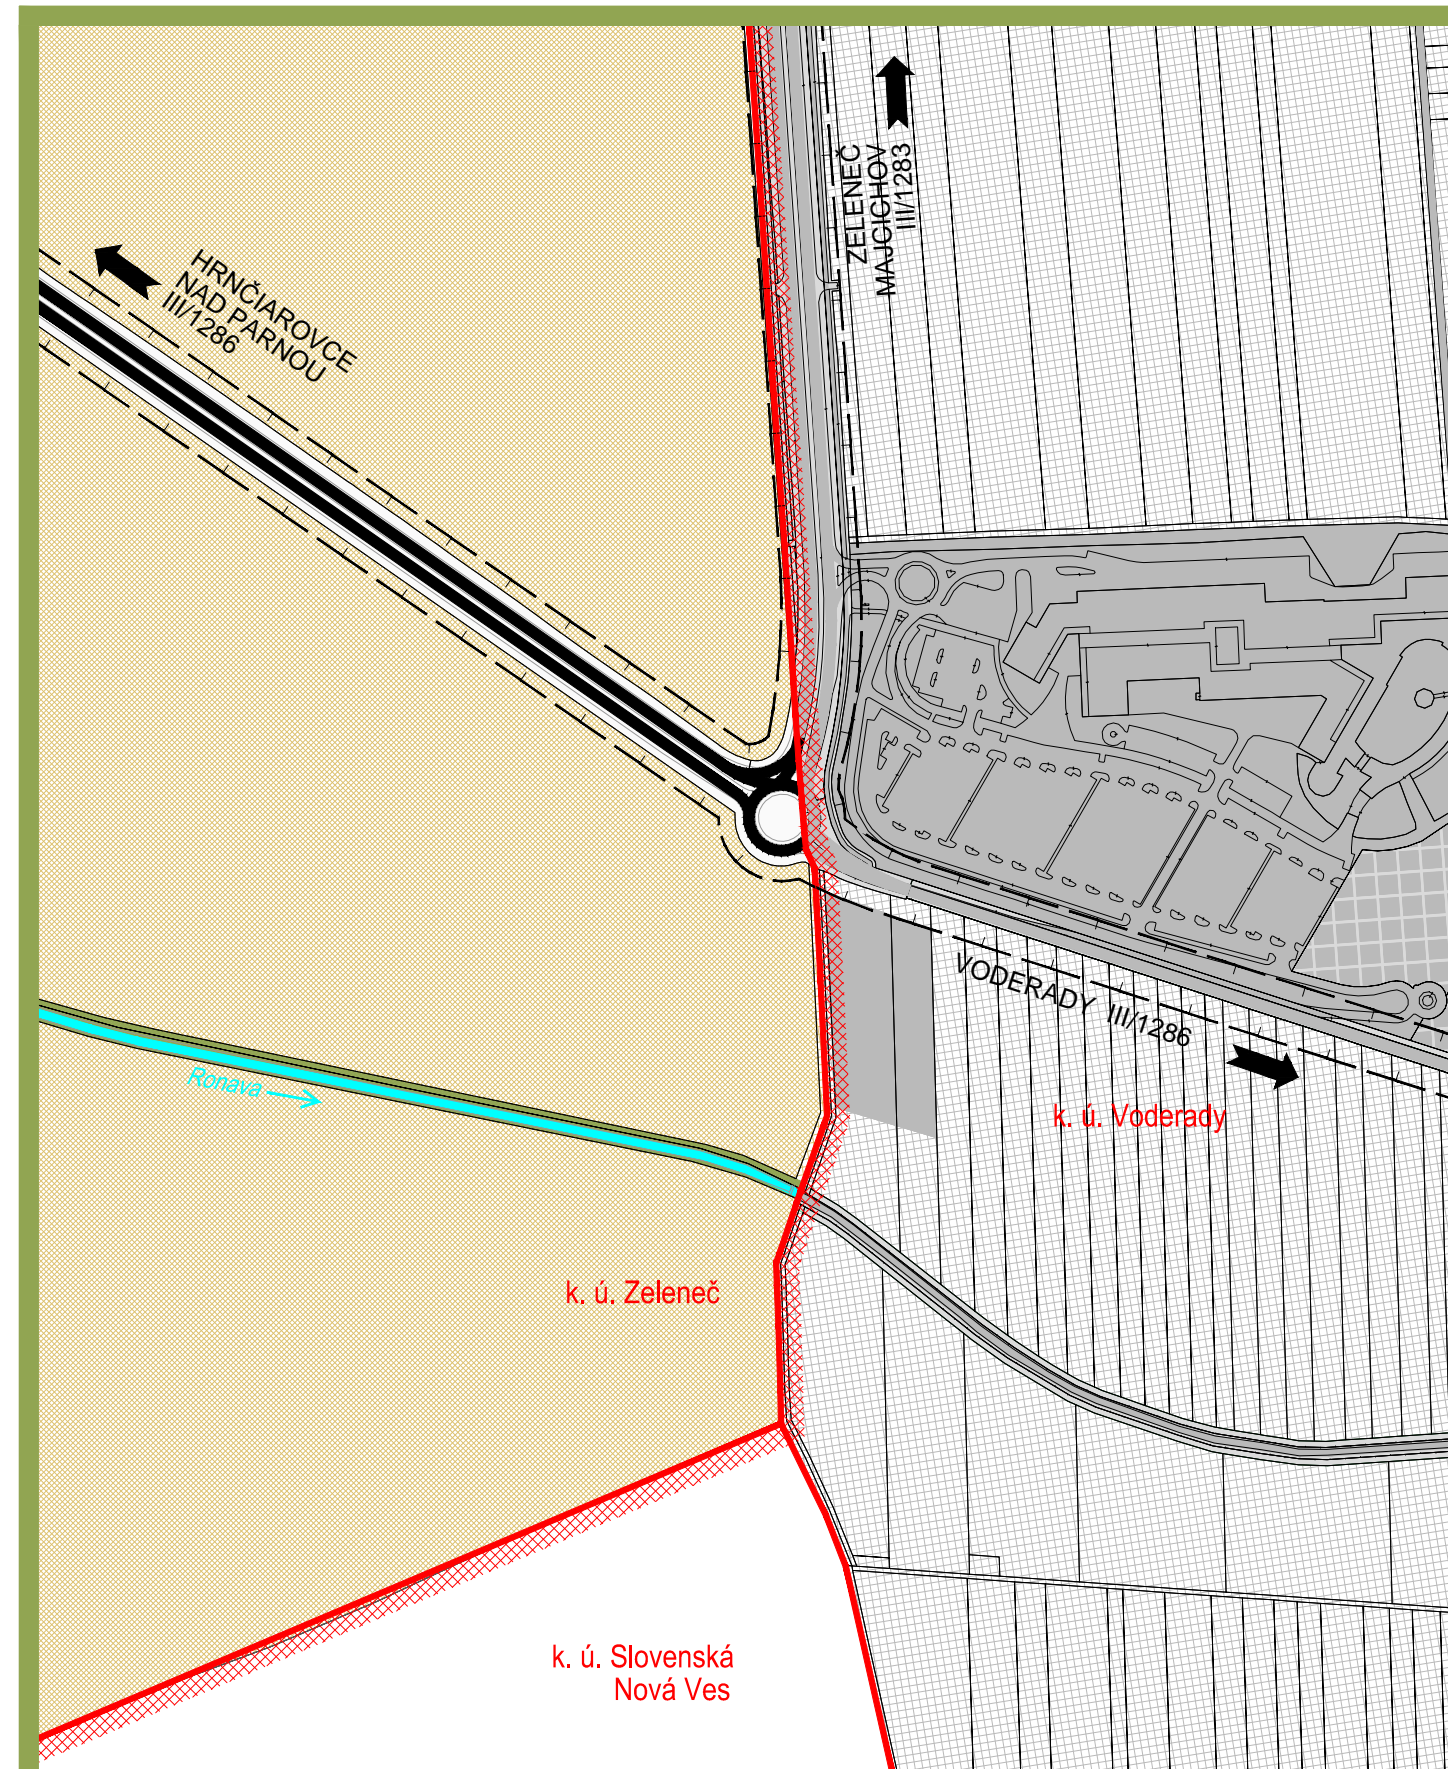 ZELENEČ
MAJCICHOV
III/1283
HRNČIAROVCE
NAD PARNOU
III/1286
VODERADY III/1286
Ronava
k. ú. Voderady
k. ú. Zeleneč
k. ú. Slovenská
Nová Ves